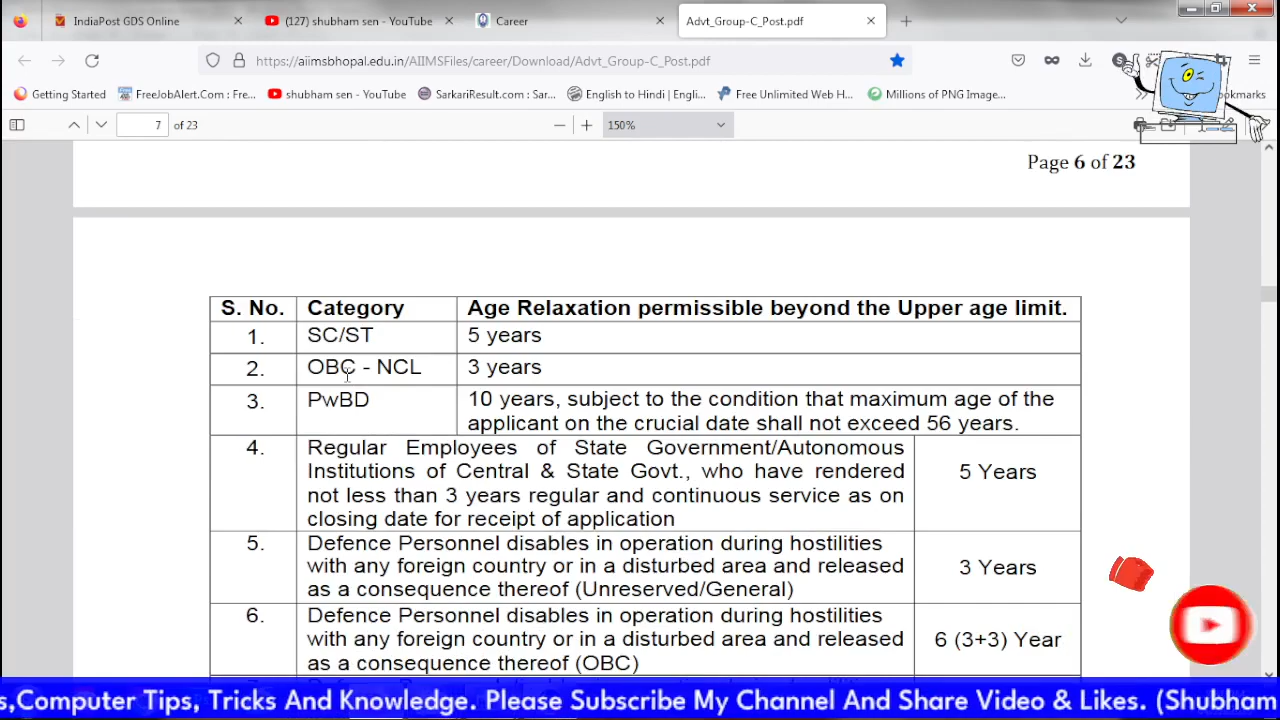 IndiaPost GDS Online
(127) shubham sen - YouTube
Career
Advt_Group-C_Post.pdf
https://aiimsbhopal.edu.in/AIIMSFiles/career/Download/Advt_Group-C_Post.pdf
Getting Started
FreeJobAlert.Com : Fre...
shubham sen - YouTube
SarkariResult.com : Sar...
English to Hindi | Engli...
Free Unlimited Web H...
Millions of PNG Image...
7 of 23
150%
Page 6 of 23
S. No. Category Age Relaxation permissible beyond the Upper age limit.
1. SC/ST 5 years
2. OBC - NCL 3 years
3. PwBD 10 years, subject to the condition that maximum age of the
applicant on the crucial date shall not exceed 56 years.
4. Regular Employees of State Government/Autonomous
Institutions of Central & State Govt., who have rendered
not less than 3 years regular and continuous service as on
closing date for receipt of application
5 Years
5. Defence Personnel disables in operation during hostilities
with any foreign country or in a disturbed area and released
as a consequence thereof (Unreserved/General)
3 Years
6. Defence Personnel disables in operation during hostilities
with any foreign country or in a disturbed area and released
as a consequence thereof (OBC)
6 (3+3) Year
s,Computer Tips, Tricks And Knowledge. Please Subscribe My Channel And Share Video & Likes. (Shubham